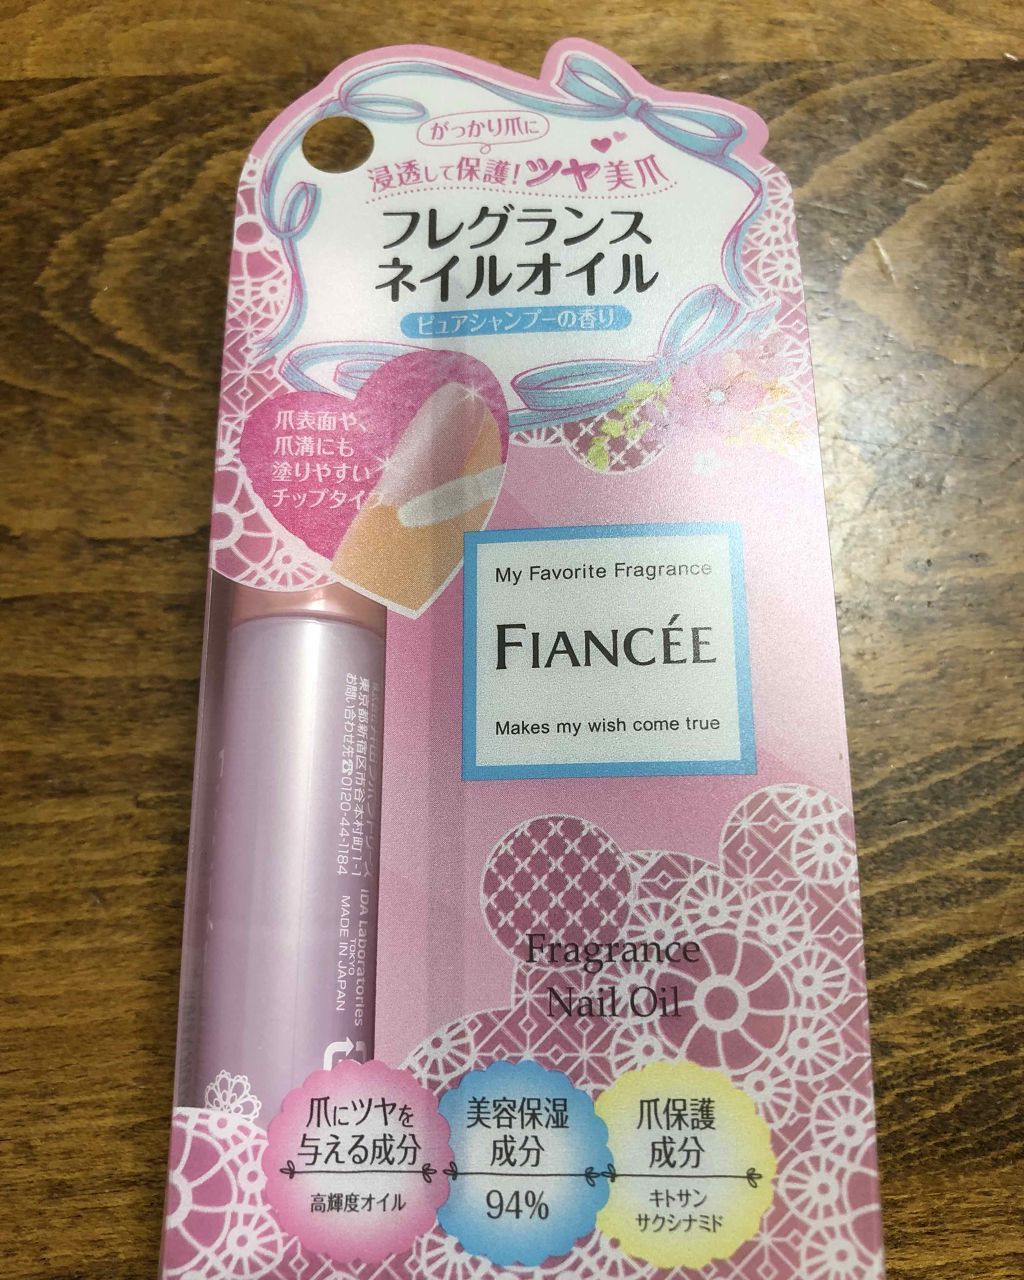 がっかり爪に
浸透して保護!ツヤ美爪
フレグランス
ネイルオイル
ピュアシャンプーの香り
爪表面や、
爪溝にも
塗りやすい
チップタイプ
My Favorite Fragrance
FIANCÉE
Makes my wish come true
東京都新宿区市谷本村町1-1
お問い合わせ先☎0120-44-1184
IDA Laboratories
TOKYO
MADE IN JAPAN
Fragrance
Nail Oil
爪にツヤを
与える成分
高輝度オイル
美容保湿
成分
94%
爪保護
成分
キトサン
サクシナミド